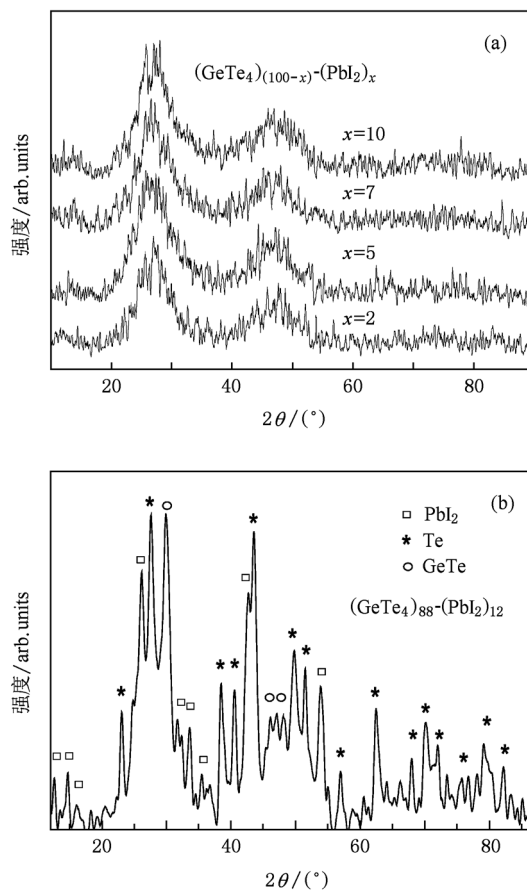 (a)
(GeTe₄)₍₁₀₀₋ₓ₎-(PbI₂)ₓ
x=10
x=7
x=5
x=2
强度/arb.units
20 40 60 80
2θ/(°)
(b)
□ PbI₂
* Te
○ GeTe
(GeTe₄)₈₈-(PbI₂)₁₂
强度/arb.units
20 40 60 80
2θ/(°)